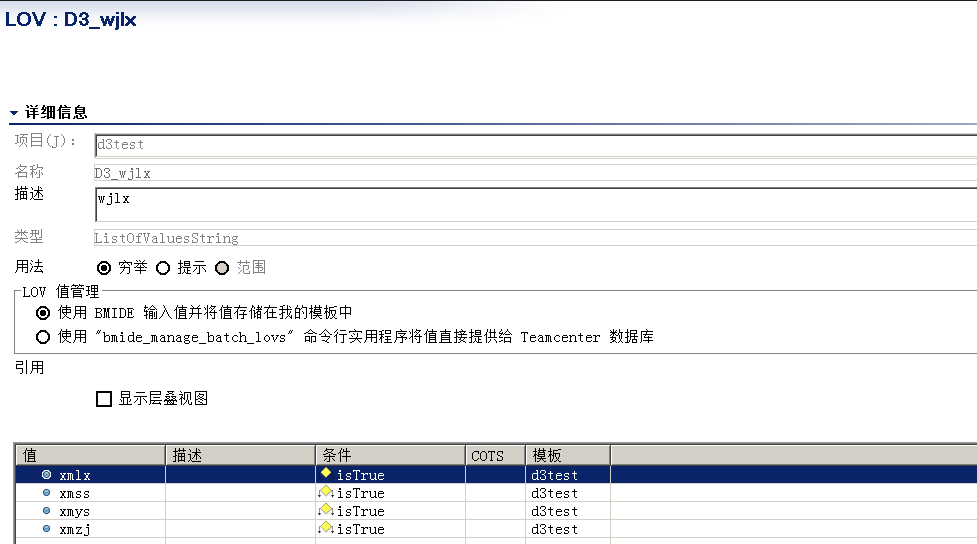 LOV : D3_wjlx
详细信息
项目(J): d3test
名称 D3_wjlx
描述 wjlx
类型 ListOfValuesString
用法 穷举 提示 范围
LOV 值管理
使用 BMIDE 输入值并将值存储在我的模板中
使用 "bmide_manage_batch_lovs" 命令行实用程序将值直接提供给 Teamcenter 数据库
引用
显示层叠视图
值 描述 条件 COTS 模板
xmlx isTrue d3test
xmss isTrue d3test
xmys isTrue d3test
xmzj isTrue d3test